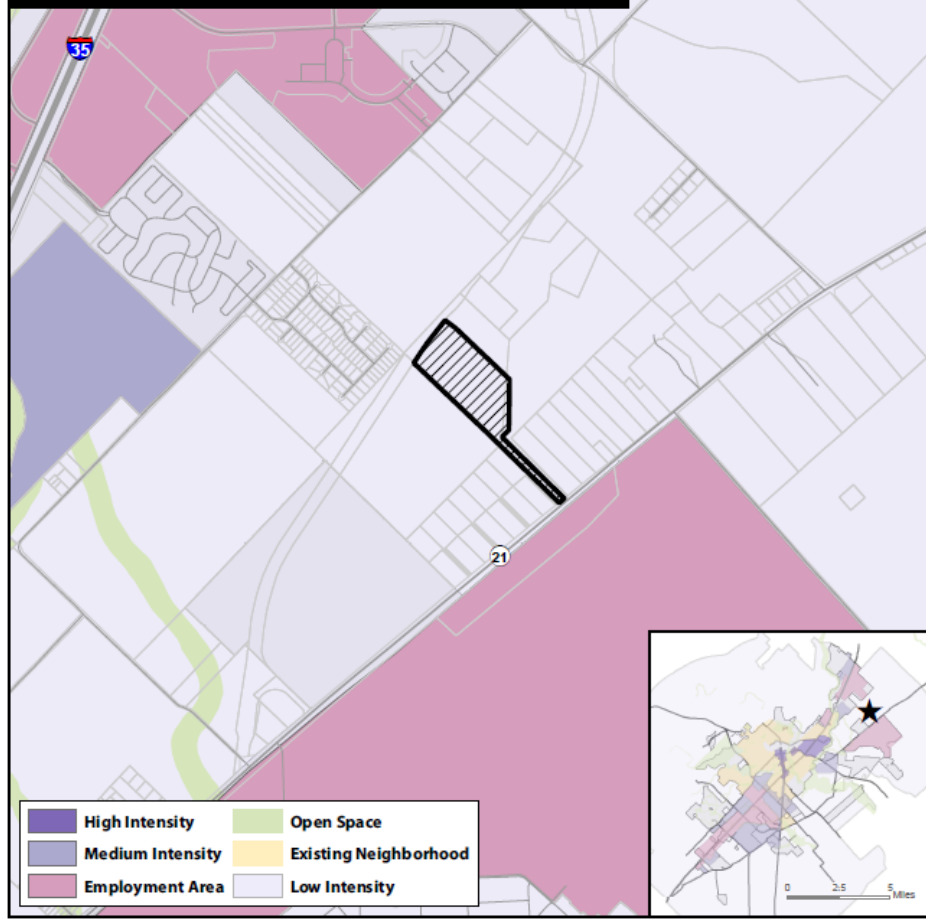 35
21
High Intensity
Medium Intensity
Employment Area
Open Space
Existing Neighborhood
Low Intensity
0 2.5 5
Miles